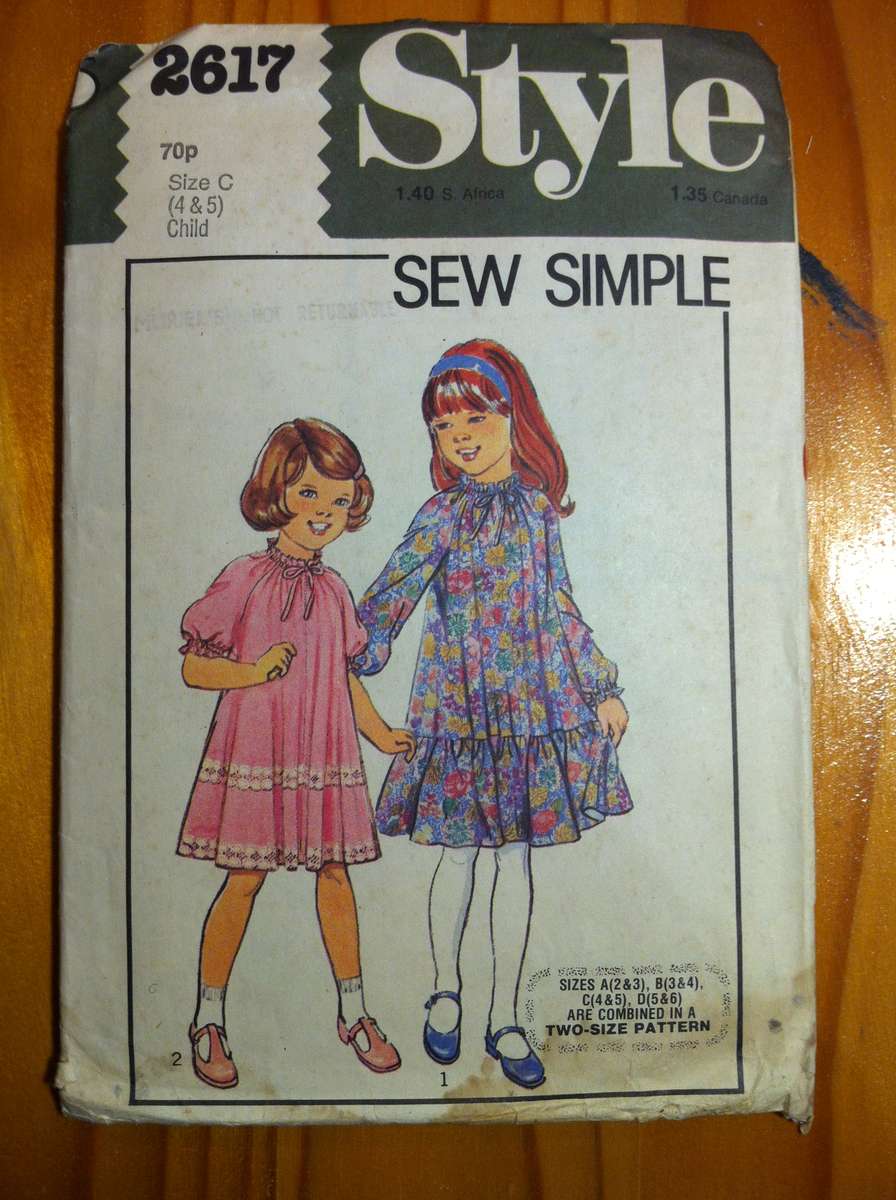 2617
Style
70p
Size C
(4 & 5)
Child
1.40 S. Africa
1.35 Canada
SEW SIMPLE
NOT RETURNABLE
SIZES A(2&3), B(3&4),
C(4&5), D(5&6)
ARE COMBINED IN A
TWO-SIZE PATTERN
2
1